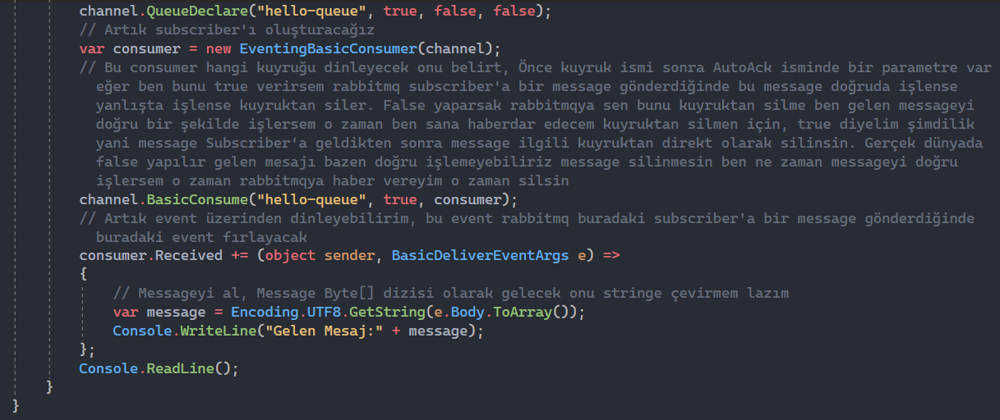 channel.QueueDeclare("hello-queue", true, false, false);
// Artık subscriber'ı oluşturacağız
var consumer = new EventingBasicConsumer(channel);
// Bu consumer hangi kuyruğu dinleyecek onu belirt, Önce kuyruk ismi sonra AutoAck isminde bir parametre var
eğer ben bunu true verirsem rabbitmq subscriber'a bir message gönderdiğinde bu message doğruda işlense
yanlışta işlense kuyruktan siler. False yaparsak rabbitmqya sen bunu kuyruktan silme ben gelen messageyi
doğru bir şekilde işlersem o zaman ben sana haberdar edecem kuyruktan silmen için, true diyelim şimdilik
yani message Subscriber'a geldikten sonra message ilgili kuyruktan direkt olarak silinsin. Gerçek dünyada
false yapılır gelen mesajı bazen doğru işlemeyebiliriz message silinmesin ben ne zaman messageyi doğru
işlersem o zaman rabbitmqya haber vereyim o zaman silsin
channel.BasicConsume("hello-queue", true, consumer);
// Artık event üzerinden dinleyebilirim, bu event rabbitmq buradaki subscriber'a bir message gönderdiğinde
buradaki event fırlayacak
consumer.Received += (object sender, BasicDeliverEventArgs e) =>
{
// Messageyi al, Message Byte[] dizisi olarak gelecek onu stringe çevirmem lazım
var message = Encoding.UTF8.GetString(e.Body.ToArray());
Console.WriteLine("Gelen Mesaj:" + message);
};
Console.ReadLine();
}
}